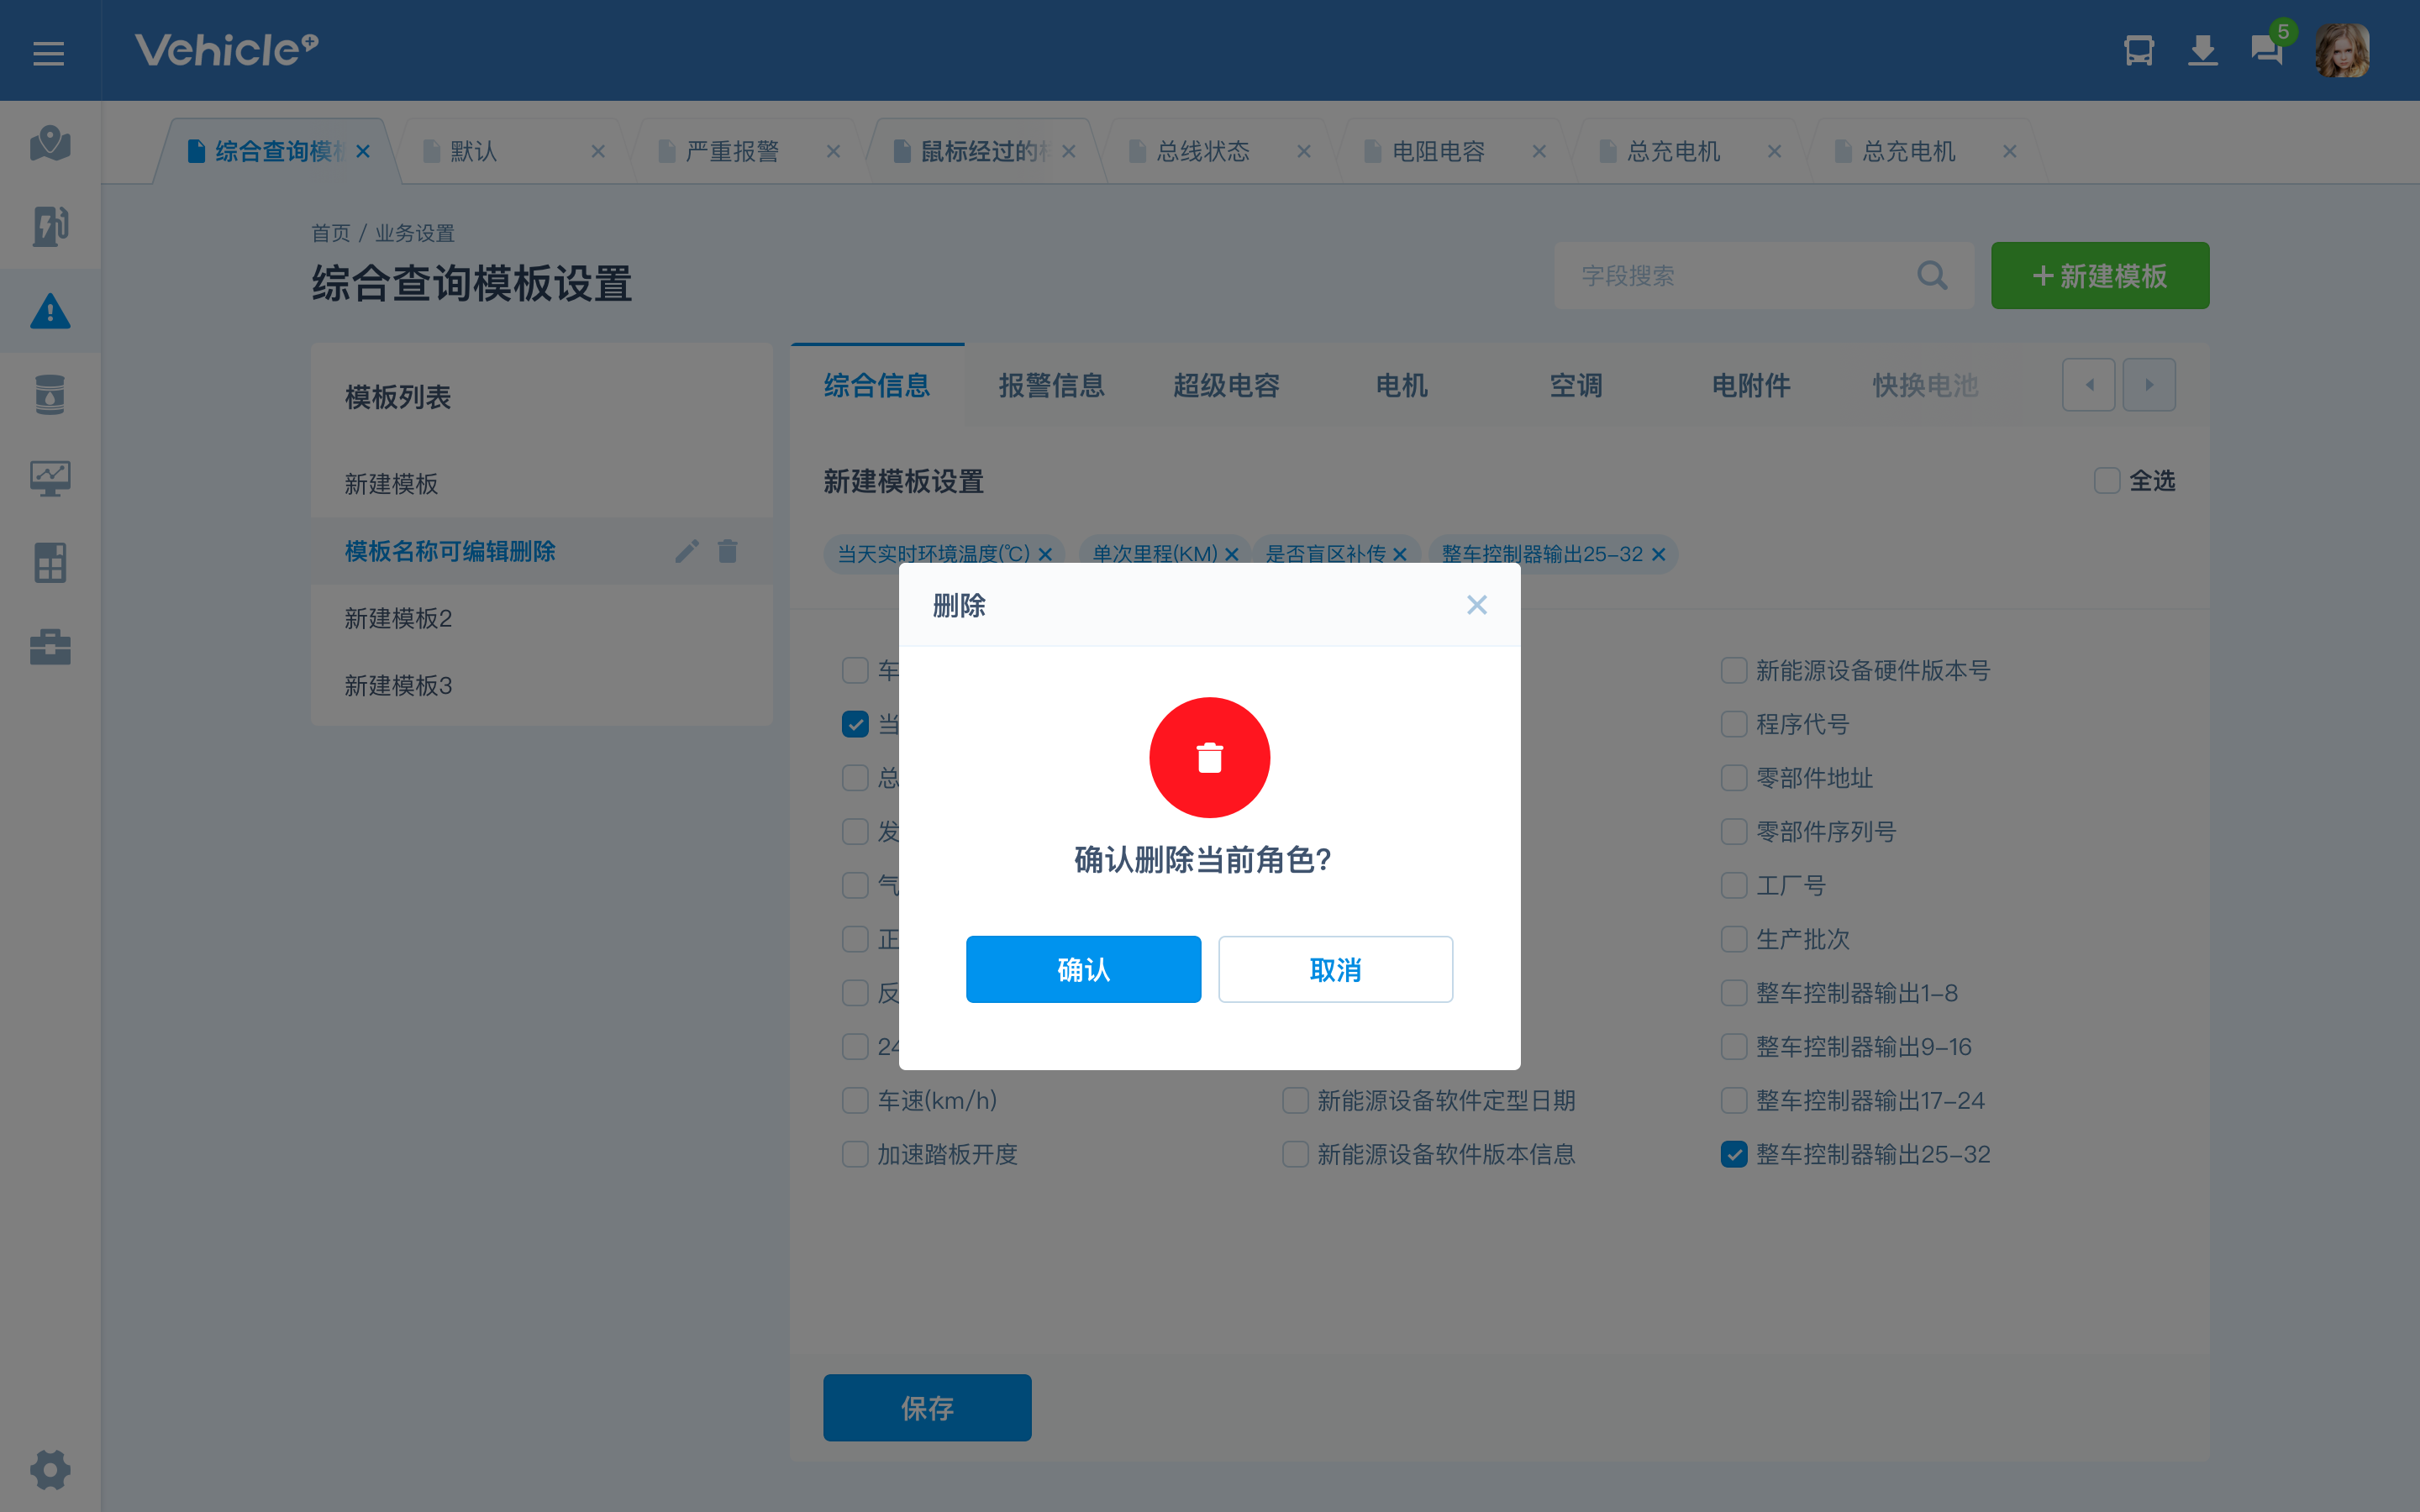 Vehicle+
5
综合查询模
默认
严重报警
鼠标经过的
总线状态
电阻电容
总充电机
总充电机
首页 / 业务设置
综合查询模板设置
字段搜索
+新建模板
模板列表
新建模板
模板名称可编辑删除
新建模板2
新建模板3
综合信息
报警信息
超级电容
电机
空调
电附件
快换电池
新建模板设置
全选
当天实时环境温度(℃)
单次里程(KM)
是否盲区补传
整车控制器输出25-32
删除
确认删除当前角色?
确认
取消
车
当
总
发
气
正
反
24
车速(km/h)
加速踏板开度
新能源设备软件定型日期
新能源设备软件版本信息
新能源设备硬件版本号
程序代号
零部件地址
零部件序列号
工厂号
生产批次
整车控制器输出1-8
整车控制器输出9-16
整车控制器输出17-24
整车控制器输出25-32
保存